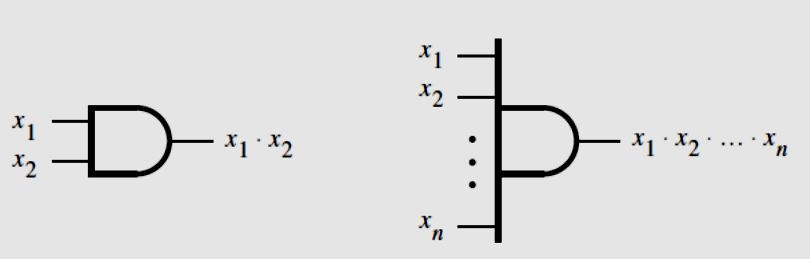 x₁
x₂
x₁ · x₂
x₁
x₂
xₙ
x₁ · x₂ · … · xₙ